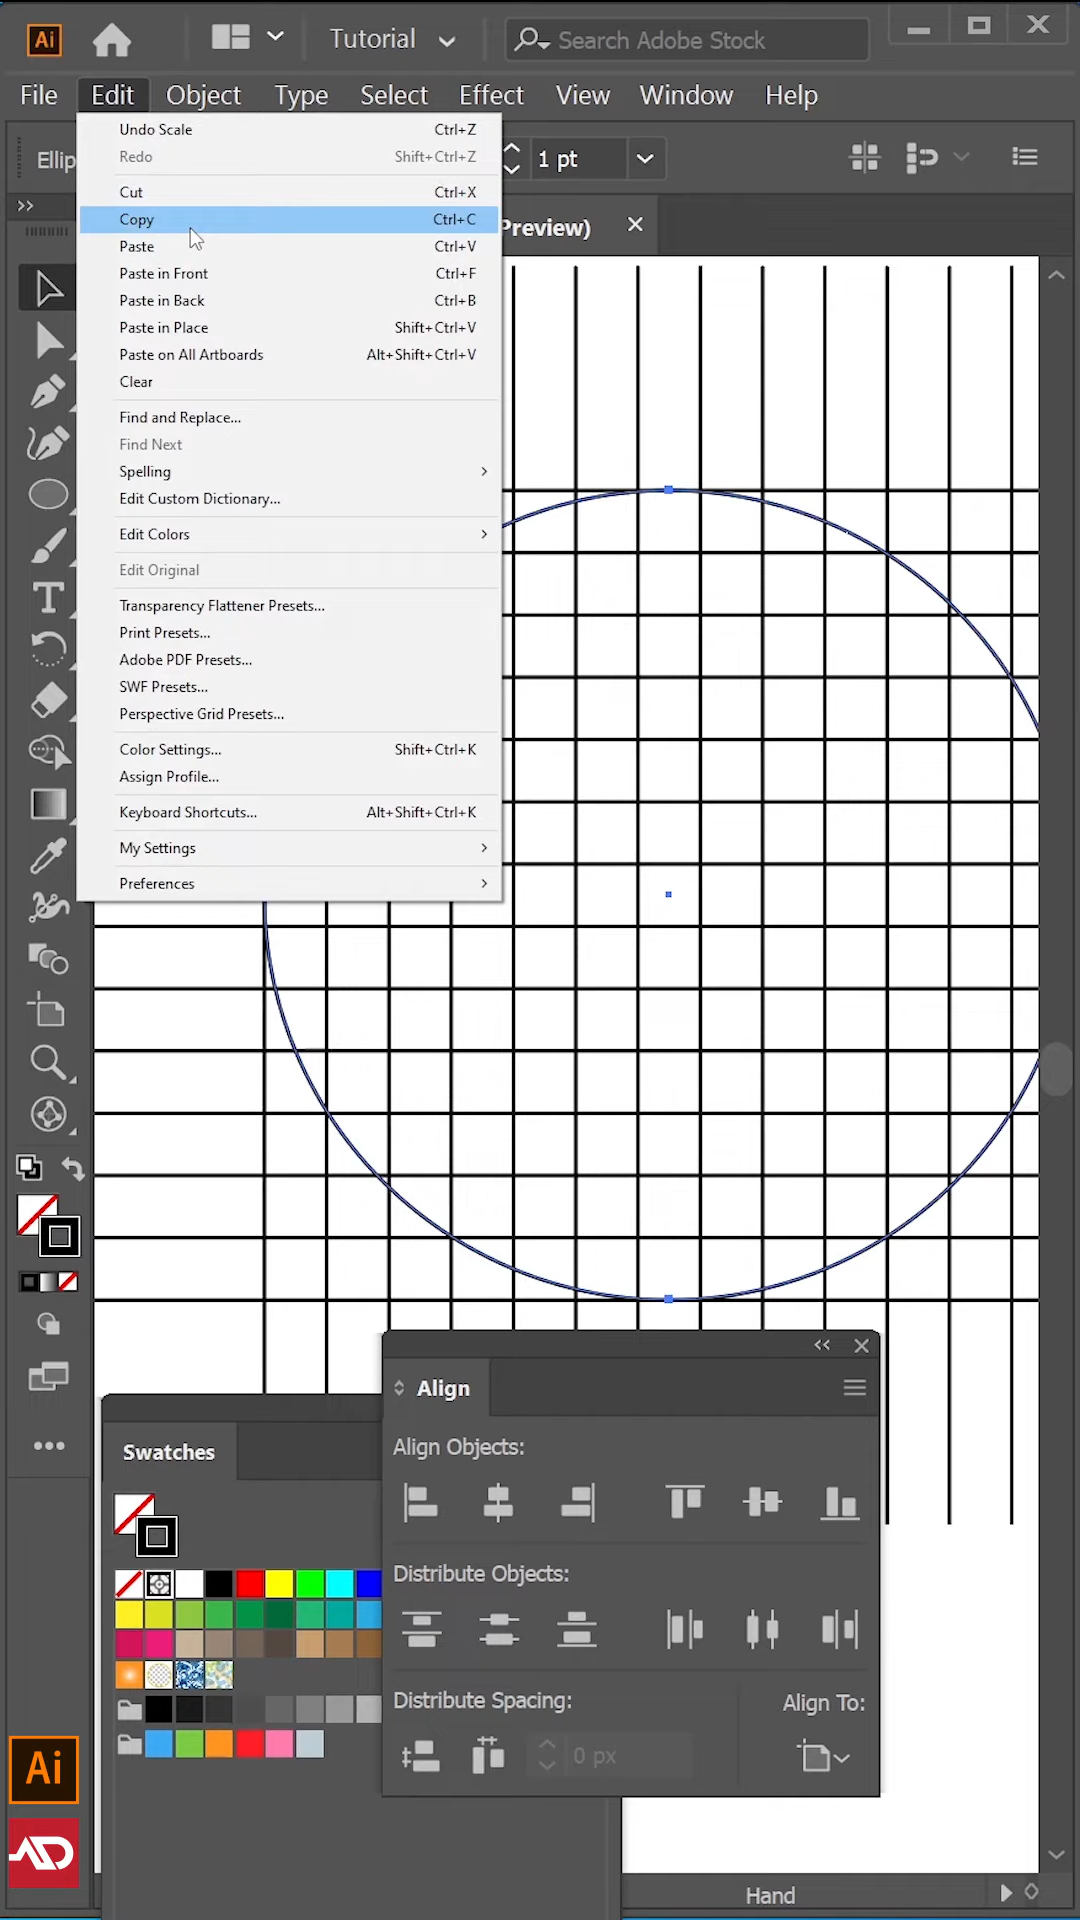 Ai
Tutorial
Search Adobe Stock
File Edit Object Type Select Effect View Window Help
Undo Scale Ctrl+Z
Redo Shift+Ctrl+Z
Cut Ctrl+X
Copy Ctrl+C
Paste Ctrl+V
Paste in Front Ctrl+F
Paste in Back Ctrl+B
Paste in Place Shift+Ctrl+V
Paste on All Artboards Alt+Shift+Ctrl+V
Clear
Find and Replace...
Find Next
Spelling
Edit Custom Dictionary...
Edit Colors
Edit Original
Transparency Flattener Presets...
Print Presets...
Adobe PDF Presets...
SWF Presets...
Perspective Grid Presets...
Color Settings... Shift+Ctrl+K
Assign Profile...
Keyboard Shortcuts... Alt+Shift+Ctrl+K
My Settings
Preferences
Ellip
1 pt
Preview)
Align
Align Objects:
Distribute Objects:
Distribute Spacing:
Align To:
0 px
Swatches
Ai
Hand